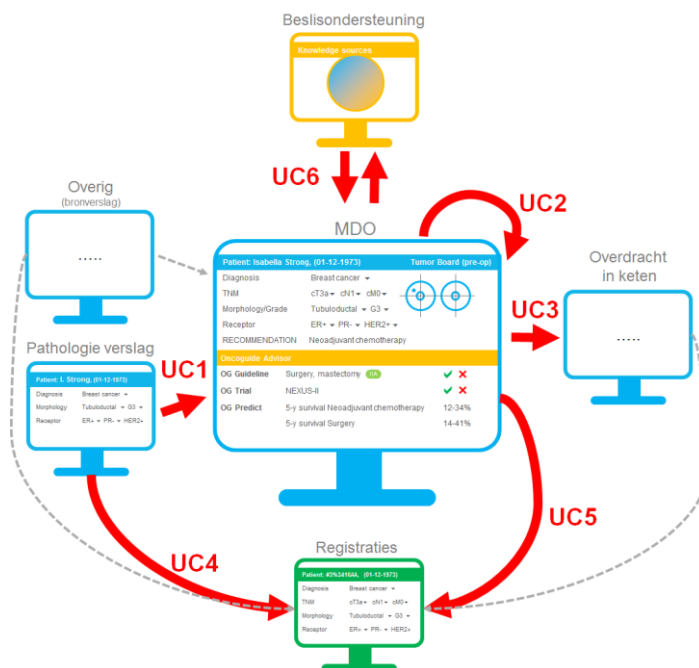 Beslisondersteuning
Knowledge sources
UC6
UC2
MDO
Overig
(bronverslag)
.....
Patient: Isabella Strong, (01-12-1973) Tumor Board (pre-op)
Diagnosis Breast cancer
TNM cT3a cN1 cM0
Morphology/Grade Tubuloductal G3
Receptor ER+ PR- HER2+
RECOMMENDATION Neoadjuvant chemotherapy
Oncoguide Advisor
OG Guideline Surgery, mastectomy
OG Trial NEXUS-II
OG Predict 5-y survival Neoadjuvant chemotherapy 12-34%
5-y survival Surgery 14-41%
Overdracht
in keten
UC3
.....
Pathologie verslag
UC1
Patient: I. Strong, (01-12-1973)
Diagnosis Breast cancer
Morphology Tubuloductal G3
Receptor ER+ PR- HER2+
UC4
UC5
Registraties
(01-12-1973)
Diagnosis Breast cancer
TNM cT3a cN1 cM0
Morphology Tubuloductal G3
Receptor ER+ PR- HER2+